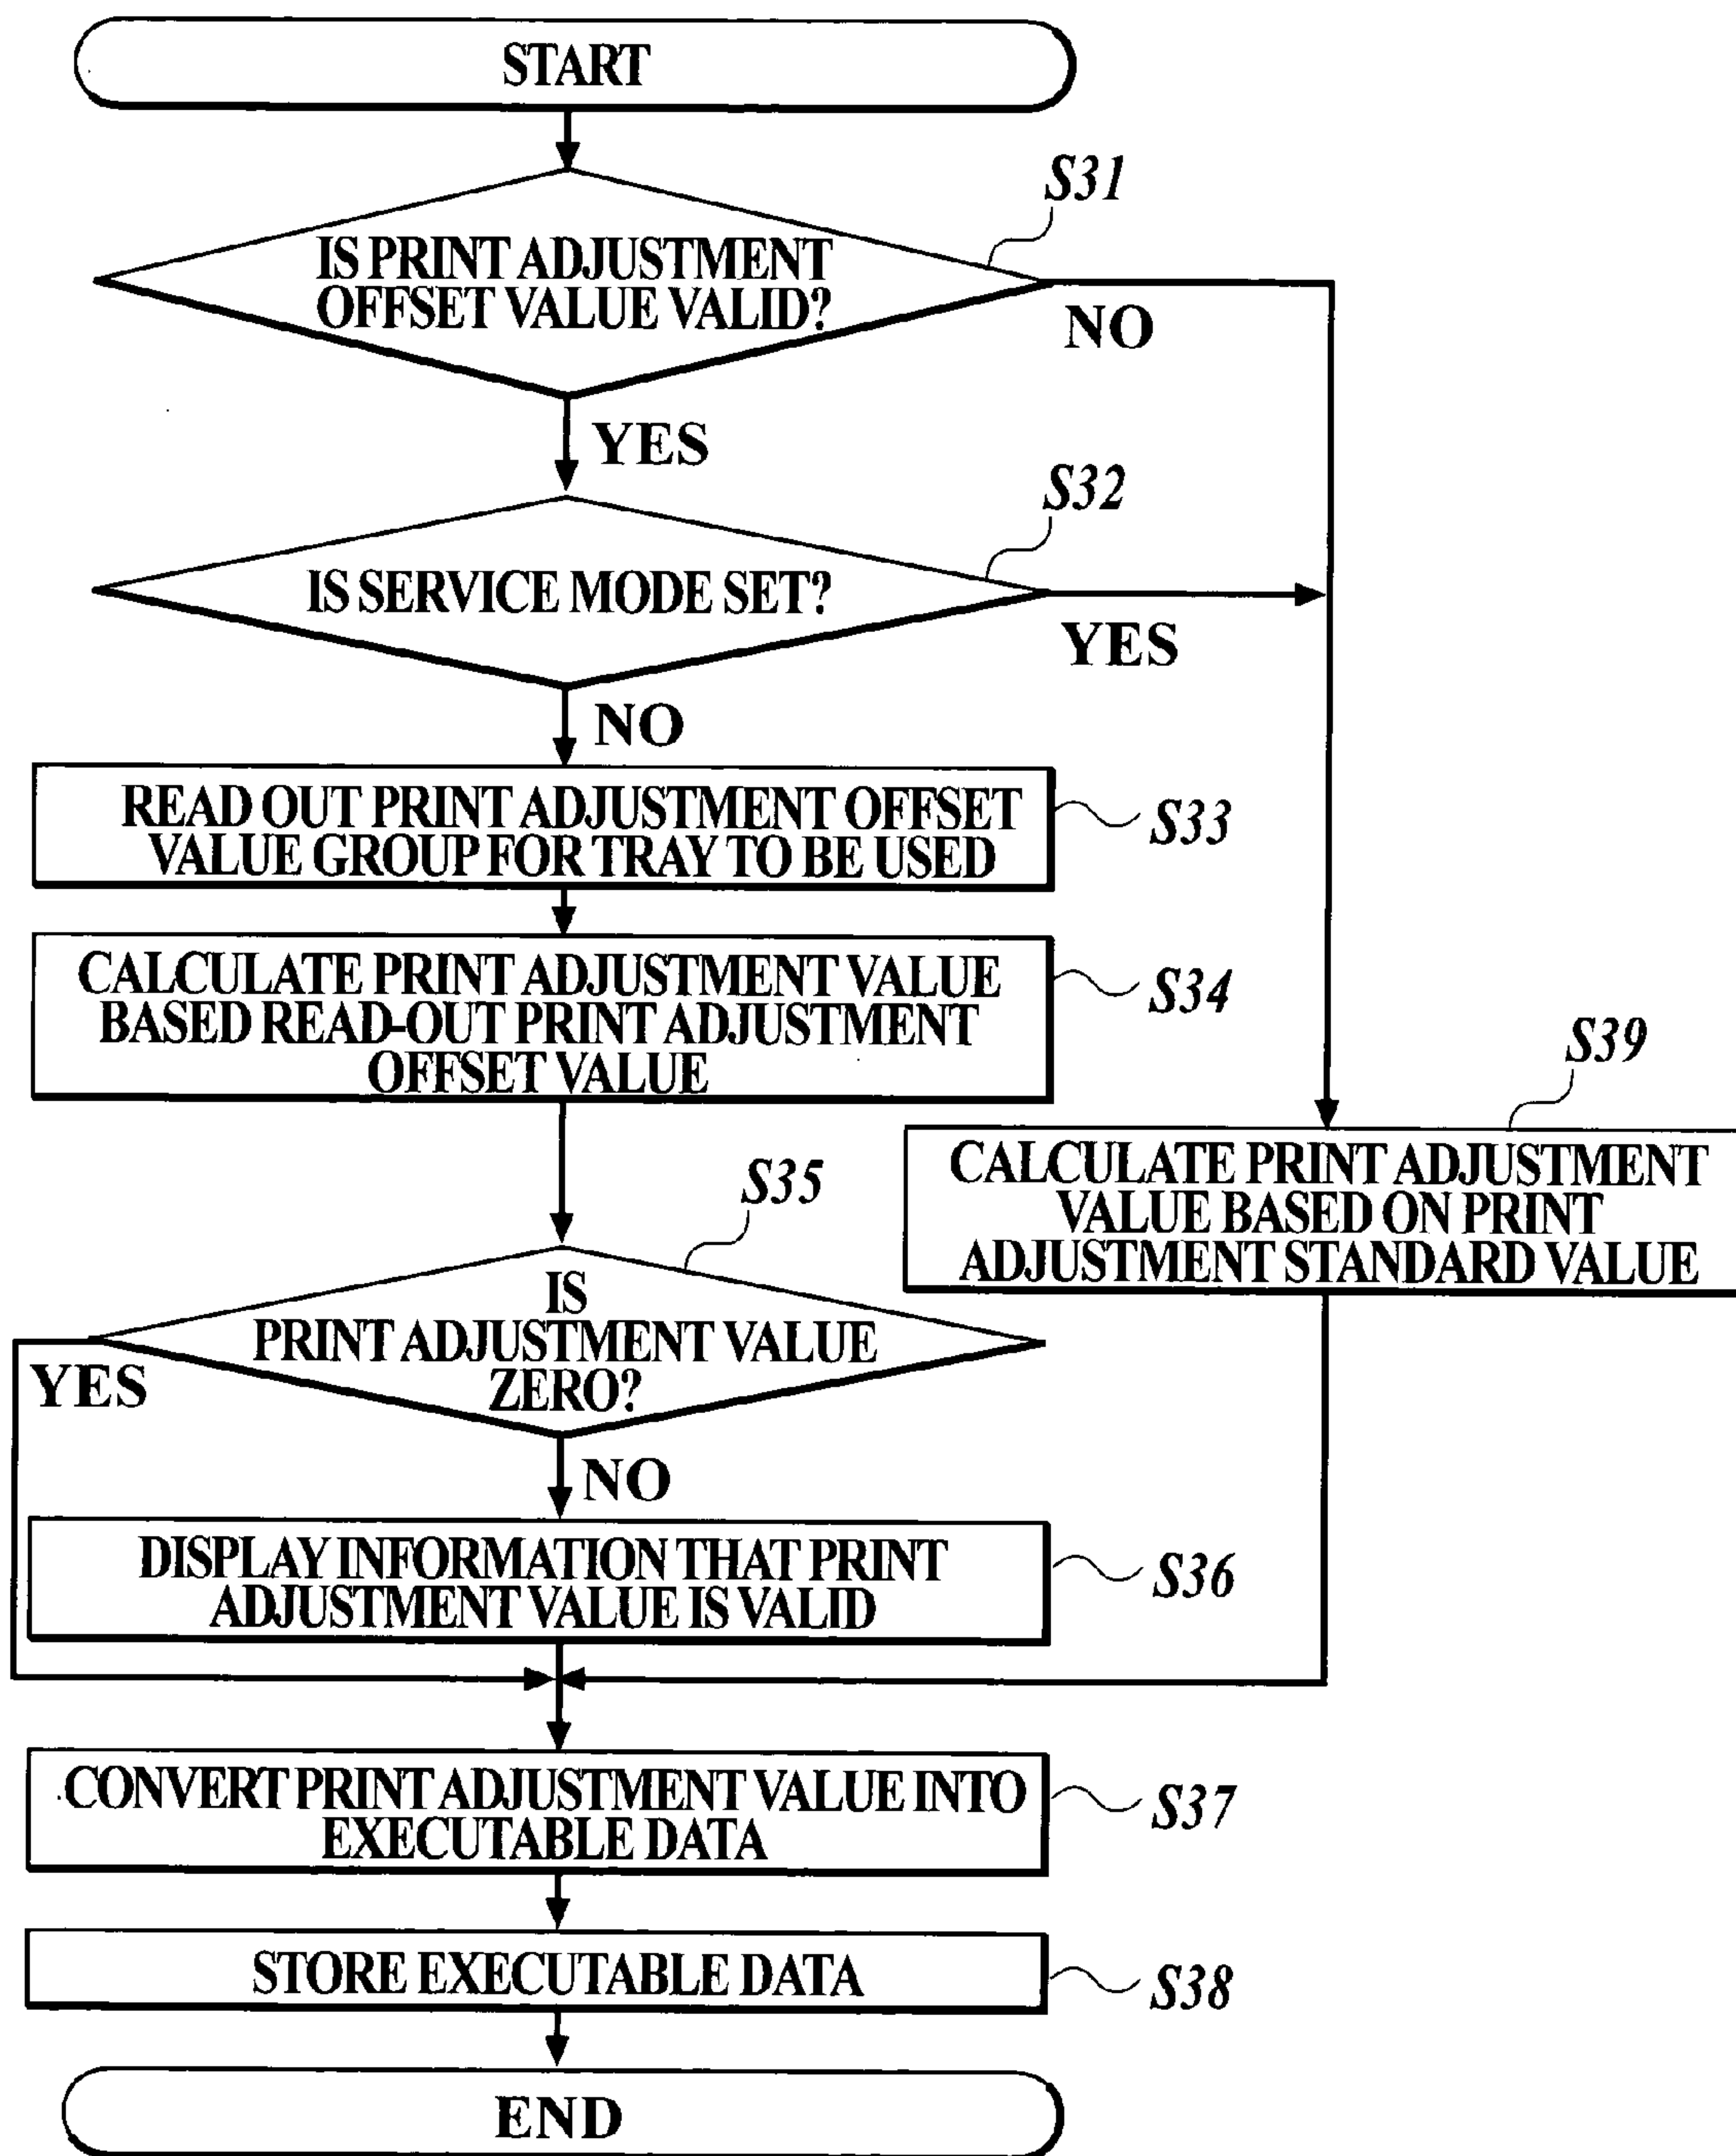 START
S31
IS PRINT ADJUSTMENT
OFFSET VALUE VALID?
NO
YES
S32
IS SERVICE MODE SET?
YES
NO
READ OUT PRINT ADJUSTMENT OFFSET
VALUE GROUP FOR TRAY TO BE USED
S33
CALCULATE PRINT ADJUSTMENT VALUE
BASED READ-OUT PRINT ADJUSTMENT
OFFSET VALUE
S34
S39
CALCULATE PRINT ADJUSTMENT
VALUE BASED ON PRINT
ADJUSTMENT STANDARD VALUE
S35
IS
PRINT ADJUSTMENT VALUE
ZERO?
YES
NO
DISPLAY INFORMATION THAT PRINT
ADJUSTMENT VALUE IS VALID
S36
CONVERT PRINT ADJUSTMENT VALUE INTO
EXECUTABLE DATA
S37
STORE EXECUTABLE DATA
S38
END